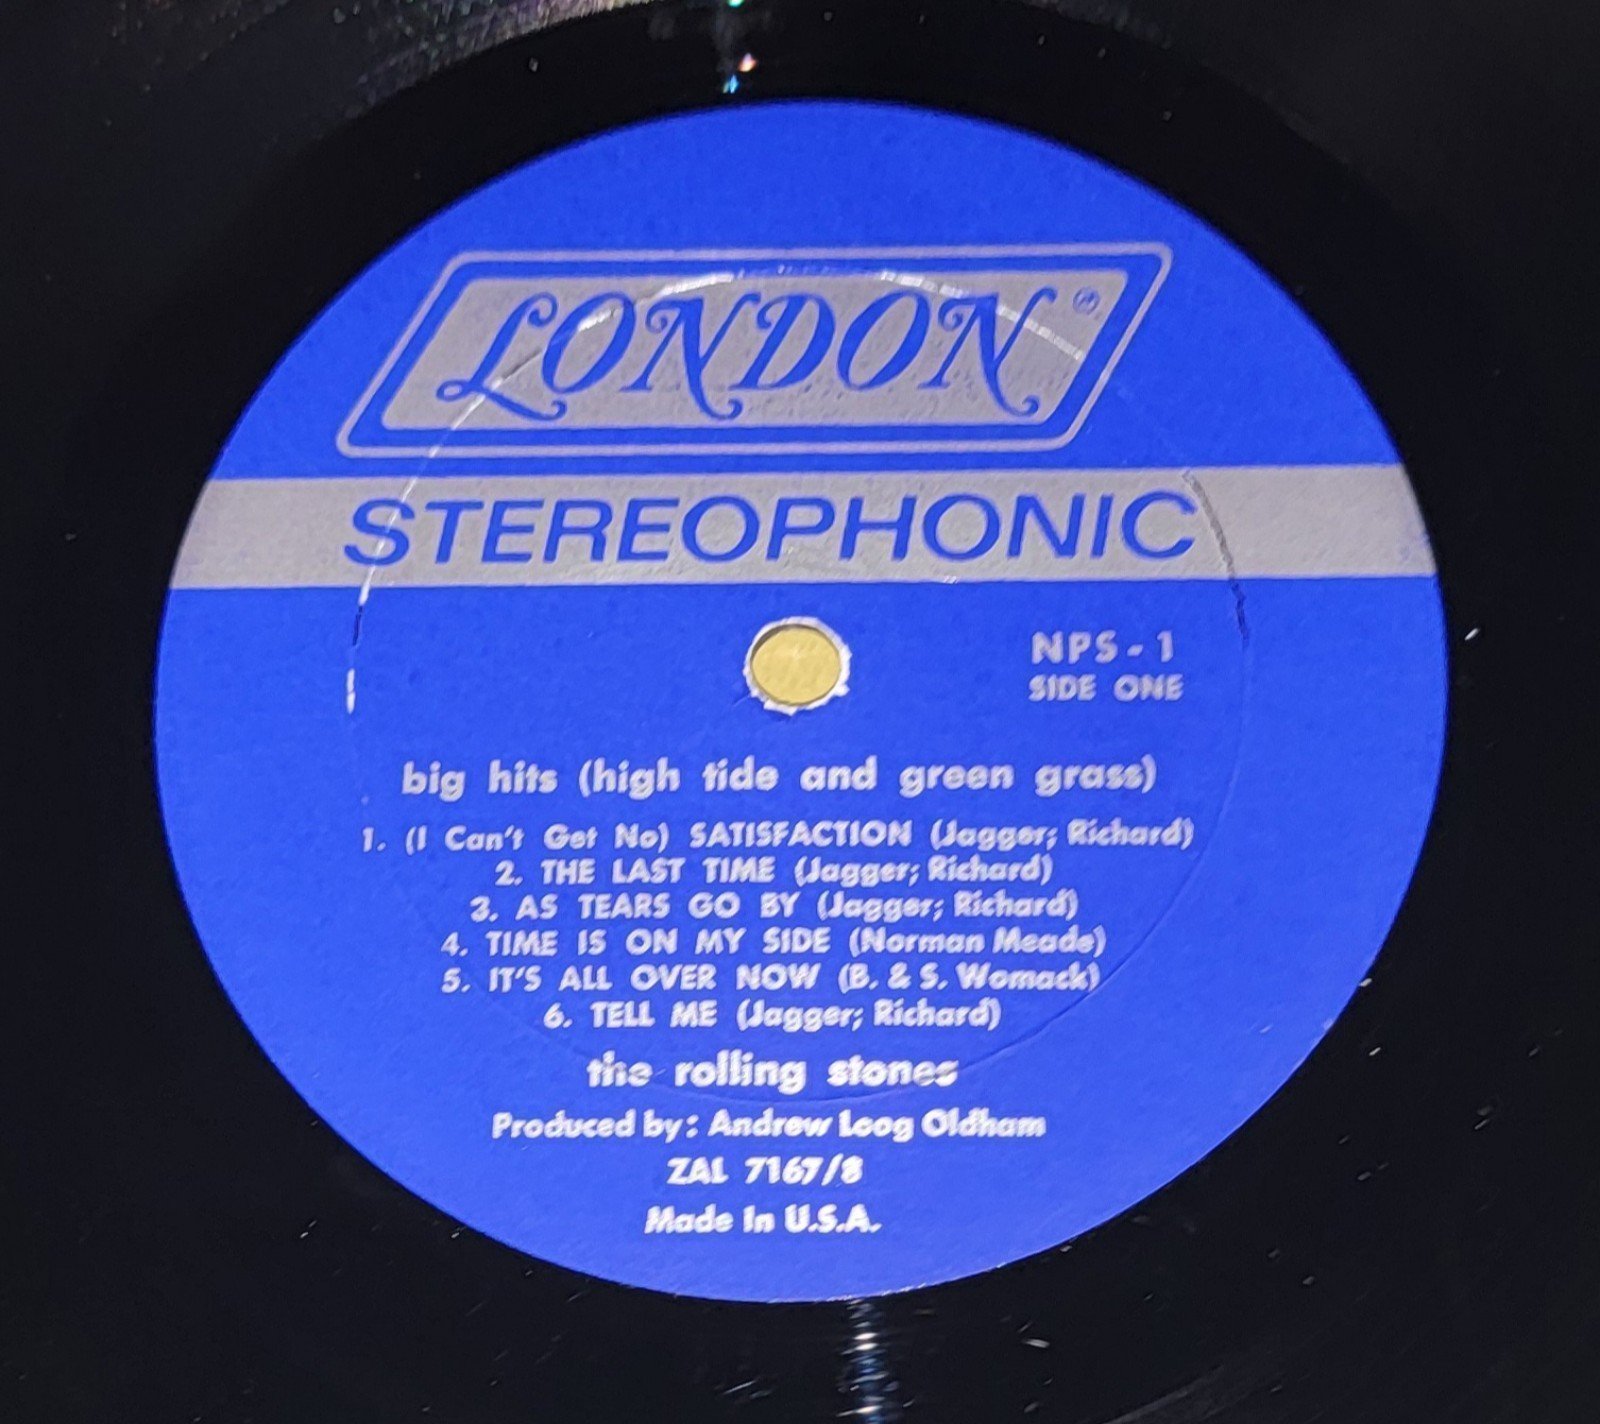 LONDON ®
STEREOPHONIC
NPS-1
SIDE ONE
big hits (high tide and green grass)
1. (I Can't Get No) SATISFACTION (Jagger; Richard)
2. THE LAST TIME (Jagger; Richard)
3. AS TEARS GO BY (Jagger; Richard)
4. TIME IS ON MY SIDE (Norman Meade)
5. IT'S ALL OVER NOW (B. & S. Womack)
6. TELL ME (Jagger; Richard)
the rolling stones
Produced by: Andrew Loog Oldham
ZAL 7167/8
Made In U.S.A.